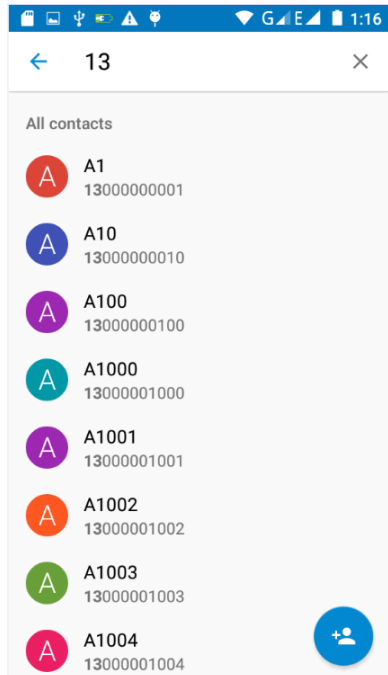 G E 1:16
13
All contacts
A A1
13000000001
A A10
13000000010
A A100
13000000100
A A1000
13000001000
A A1001
13000001001
A A1002
13000001002
A A1003
13000001003
A A1004
13000001004